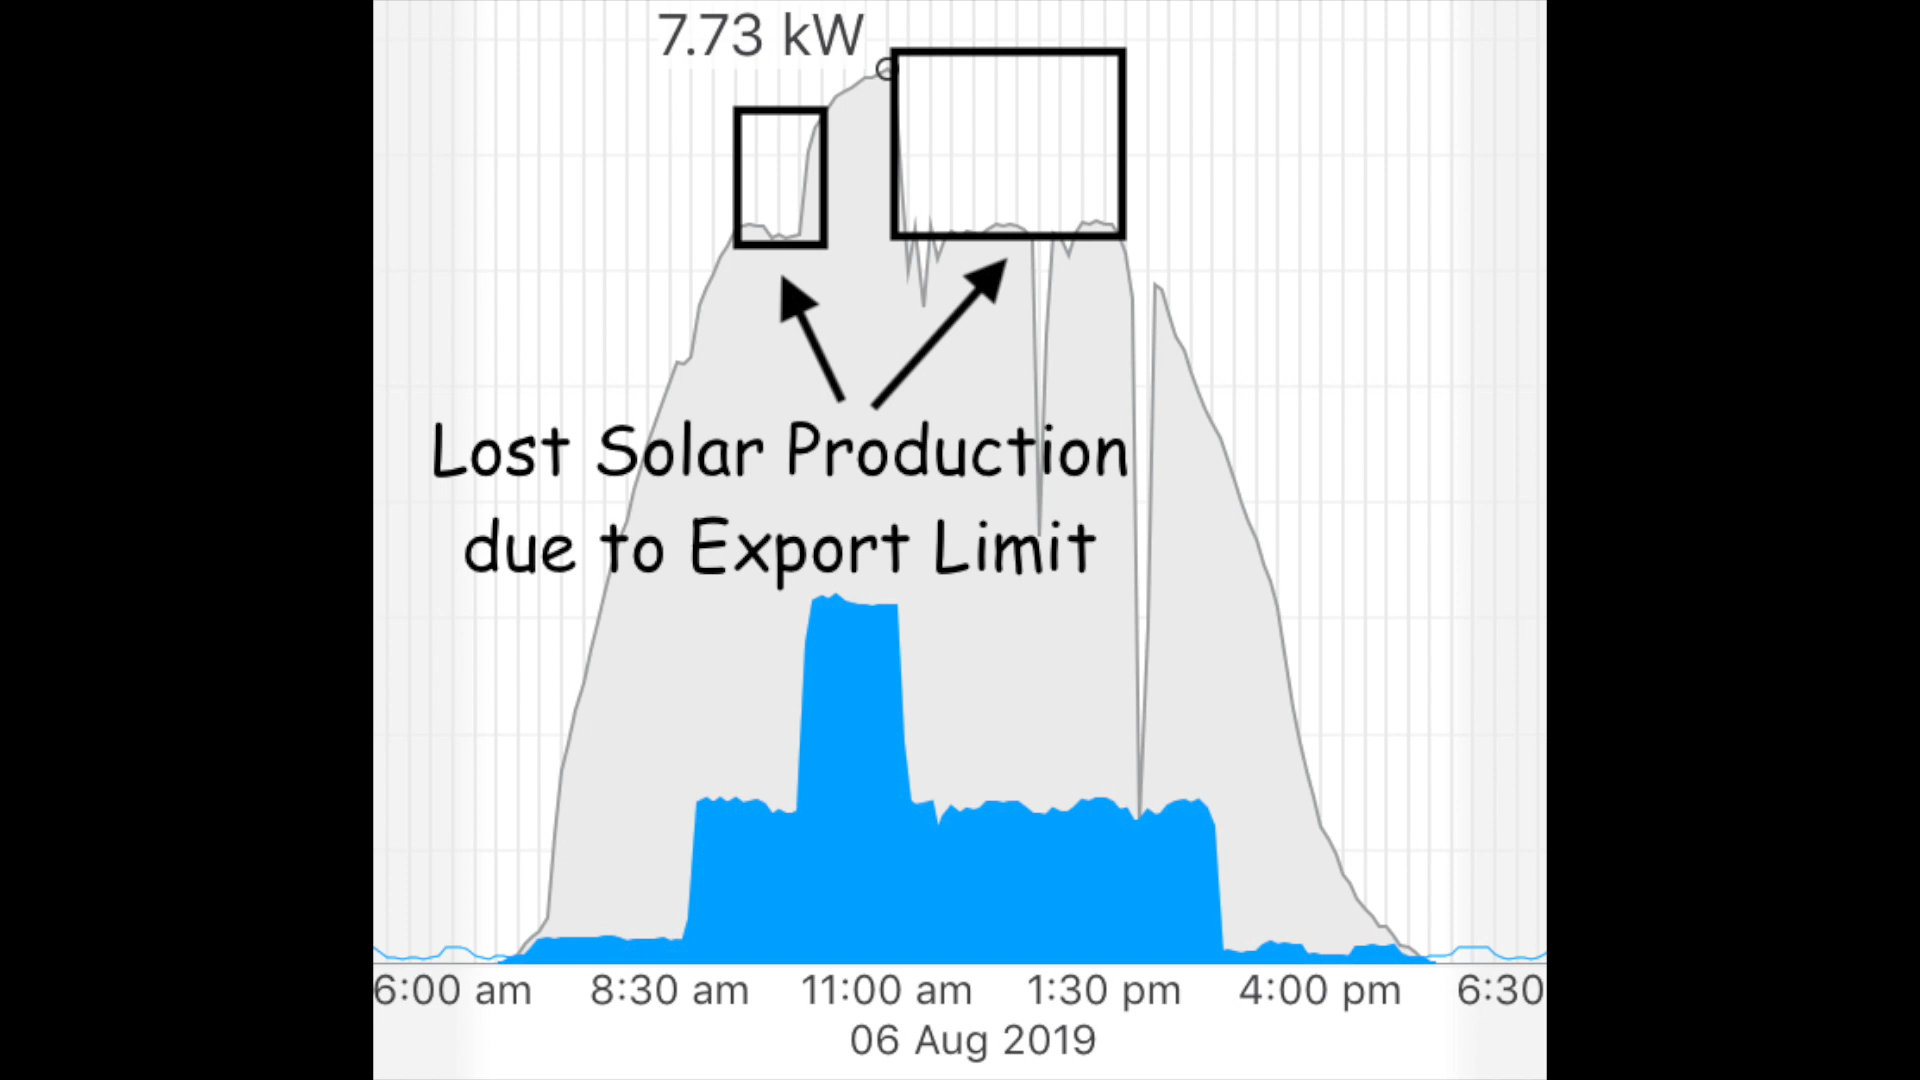 7.73 kW
Lost Solar Production
due to Export Limit
6:00 am 8:30 am 11:00 am 1:30 pm 4:00 pm 6:30
06 Aug 2019